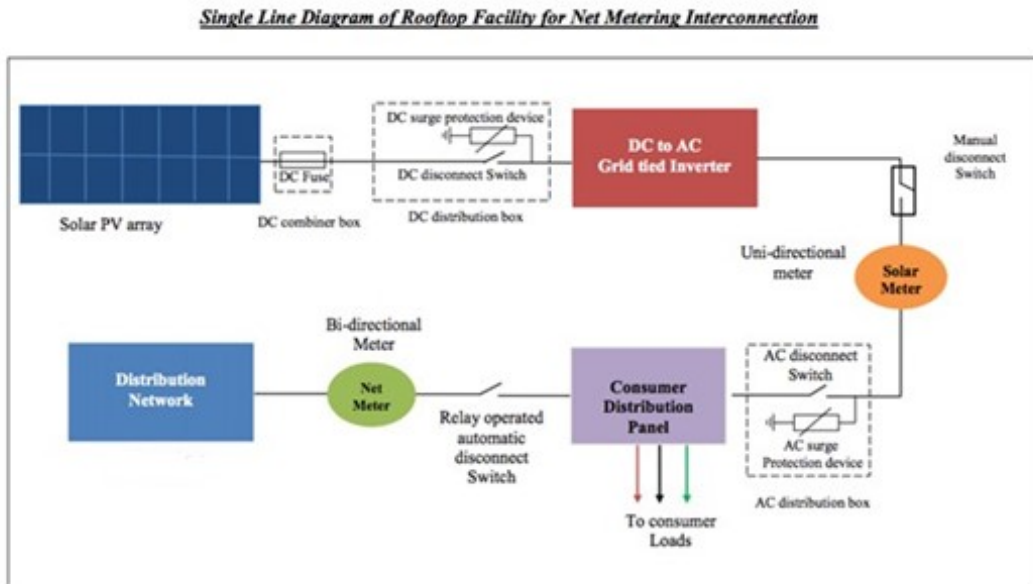 Single Line Diagram of Rooftop Facility for Net Metering Interconnection
DC surge protection device
DC to AC
Grid tied Inverter
Manual
disconnect
Switch
DC Fuse
DC disconnect Switch
Solar PV array
DC combiner box
DC distribution box
Uni-directional
meter
Solar
Meter
Bi-directional
Meter
Distribution
Network
Net
Meter
Relay operated
automatic
disconnect
Switch
Consumer
Distribution
Panel
AC disconnect
Switch
AC surge
Protection device
AC distribution box
To consumer
Loads